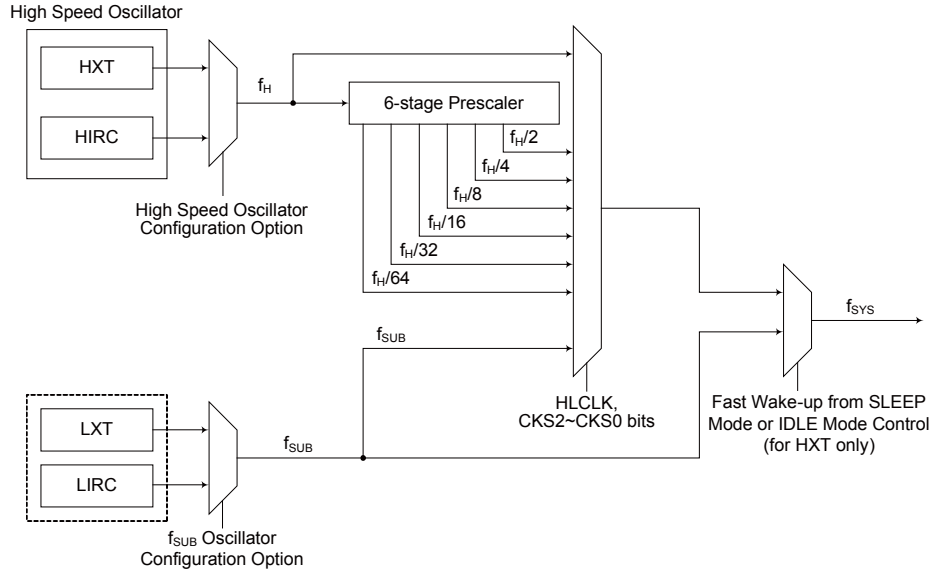 High Speed Oscillator
HXT
HIRC
fH
6-stage Prescaler
fH/2
fH/4
fH/8
fH/16
fH/32
fH/64
High Speed Oscillator
Configuration Option
fSUB
fSYS
HLCLK,
CKS2~CKS0 bits
Fast Wake-up from SLEEP
Mode or IDLE Mode Control
(for HXT only)
LXT
LIRC
fSUB
fSUB Oscillator
Configuration Option